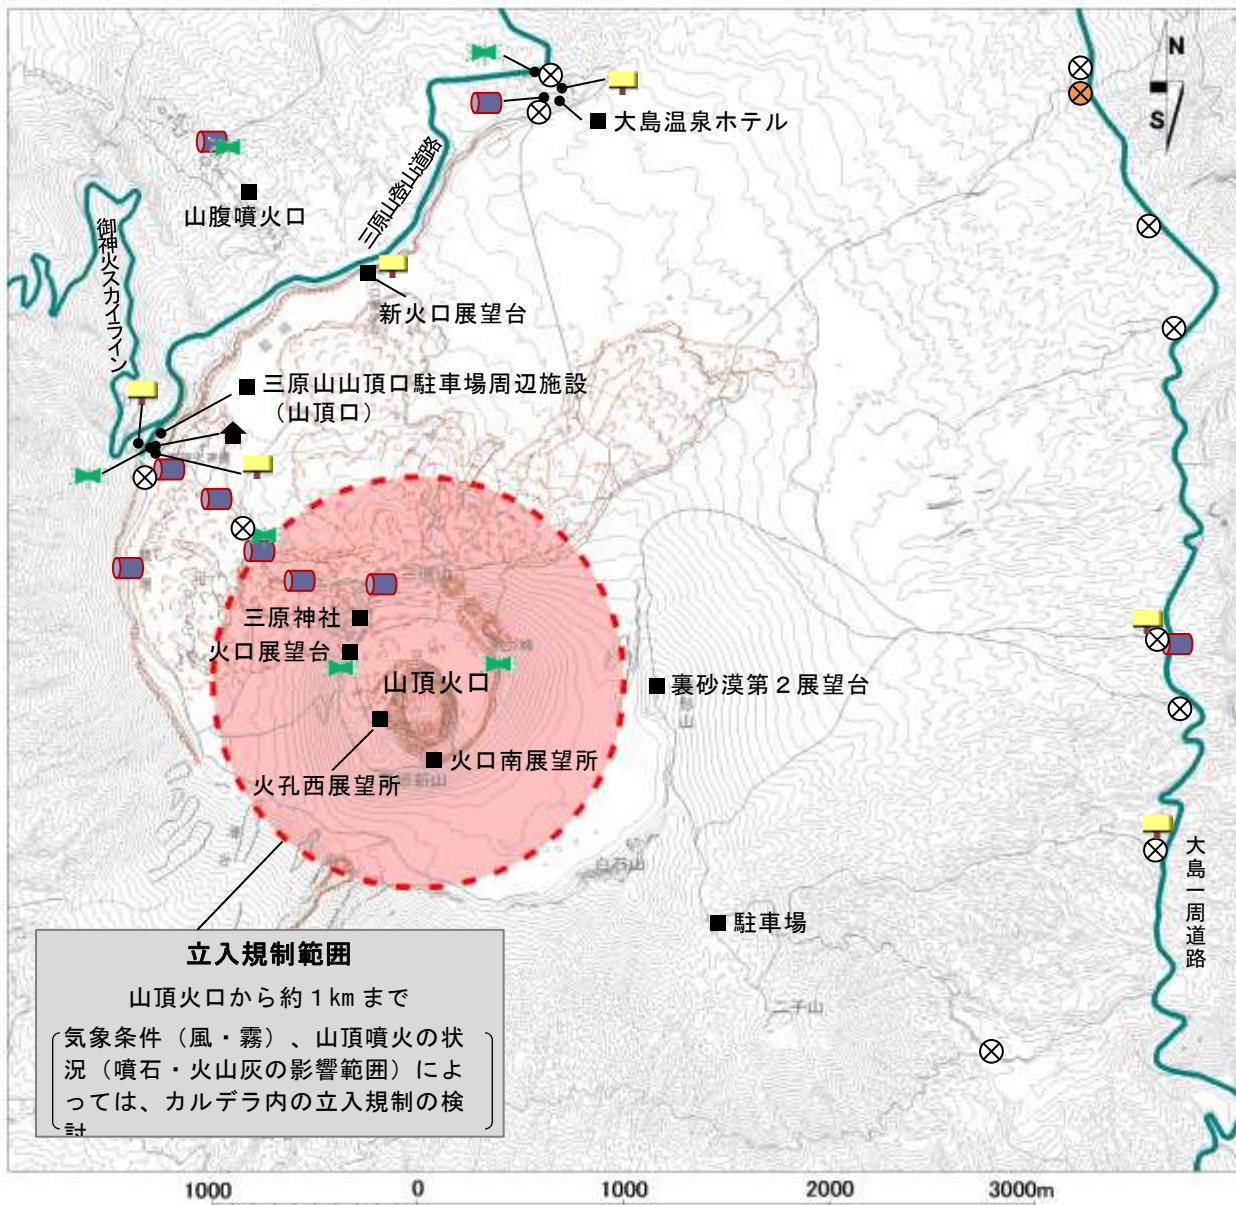 N
S
大島温泉ホテル
三原山登山道路
山腹噴火口
御神火スカイライン
新火口展望台
三原山山頂口駐車場周辺施設
（山頂口）
三原神社
火口展望台
山頂火口
裏砂漠第２展望台
火口南展望所
火孔西展望所
白石山
大島一周道路
駐車場
二子山
立入規制範囲
山頂火口から約１kmまで
気象条件（風・霧）、山頂噴火の状
況（噴石・火山灰の影響範囲）によ
っては、カルデラ内の立入規制の検
討
1000 0 1000 2000 3000m